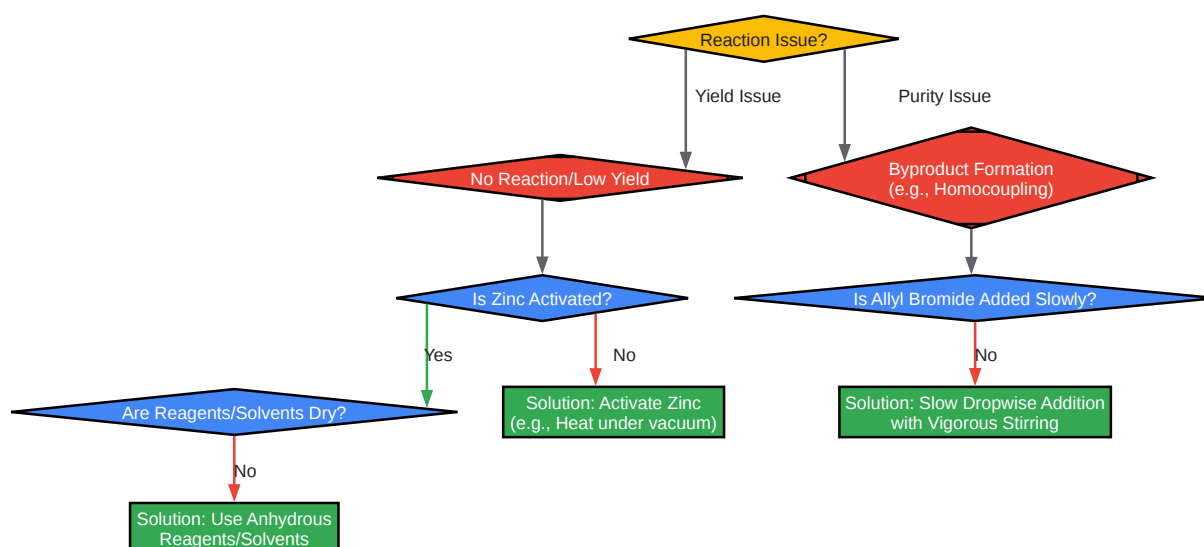 Reaction Issue?
Yield Issue
Purity Issue
No Reaction/Low Yield
Byproduct Formation
(e.g., Homocoupling)
Is Zinc Activated?
Is Allyl Bromide Added Slowly?
Yes
No
No
Are Reagents/Solvents Dry?
Solution: Activate Zinc
(e.g., Heat under vacuum)
Solution: Slow Dropwise Addition
with Vigorous Stirring
No
Solution: Use Anhydrous
Reagents/Solvents